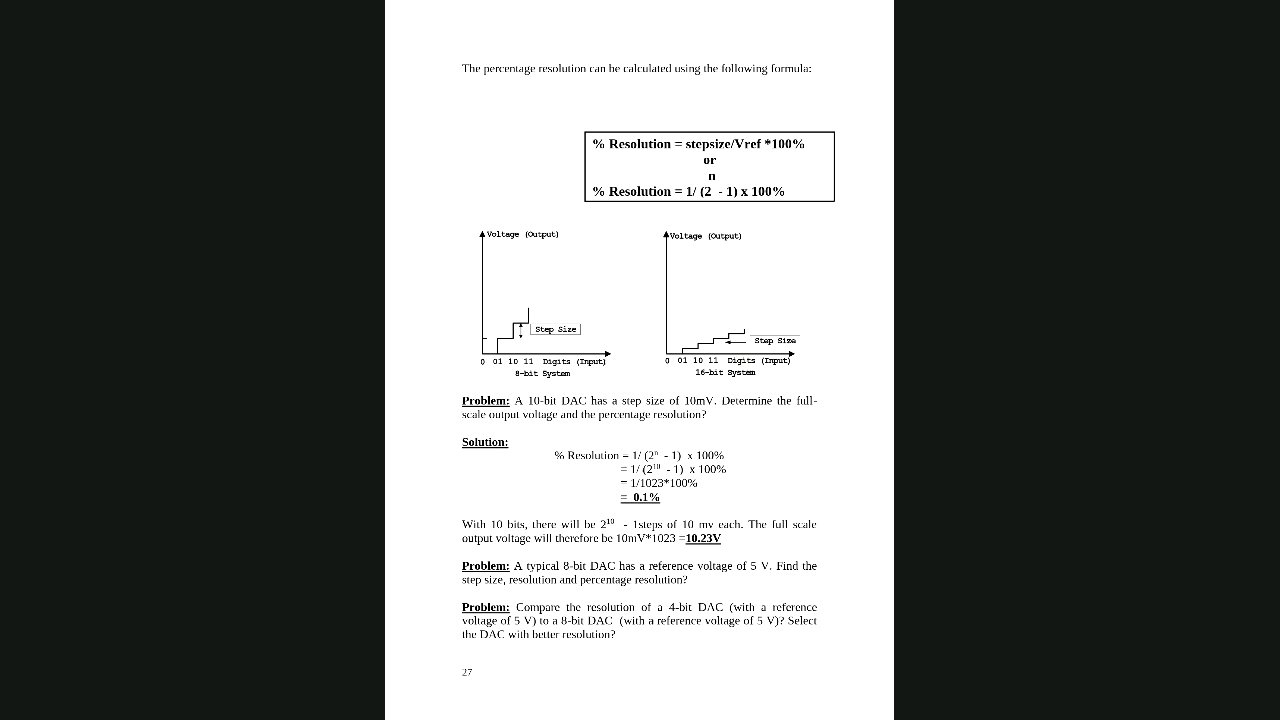 The percentage resolution can be calculated using the following formula:
% Resolution = stepsize/Vref *100%
or
n
% Resolution = 1/ (2 - 1) x 100%
Voltage (Output)
Step Size
0 01 10 11 Digits (Input)
8-bit System
Voltage (Output)
Step Size
0 01 10 11 Digits (Input)
16-bit System
Problem: A 10-bit DAC has a step size of 10mV. Determine the full-
scale output voltage and the percentage resolution?
Solution:
% Resolution = 1/ (2ⁿ - 1) x 100%
= 1/ (2¹⁰ - 1) x 100%
= 1/1023*100%
= 0.1%
With 10 bits, there will be 2¹⁰ - 1steps of 10 mv each. The full scale
output voltage will therefore be 10mV*1023 =10.23V
Problem: A typical 8-bit DAC has a reference voltage of 5 V. Find the
step size, resolution and percentage resolution?
Problem: Compare the resolution of a 4-bit DAC (with a reference
voltage of 5 V) to a 8-bit DAC (with a reference voltage of 5 V)? Select
the DAC with better resolution?
27